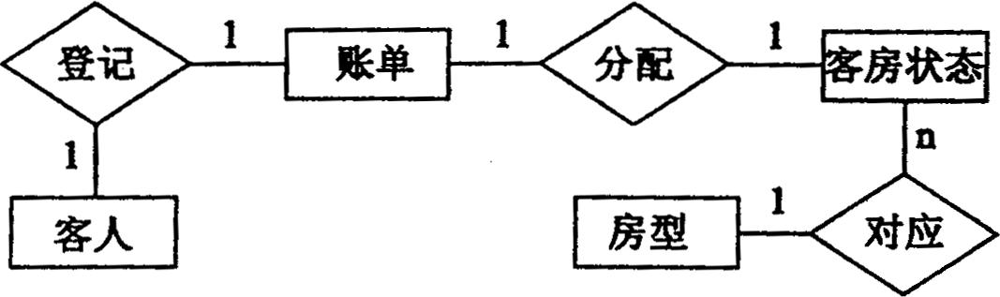 登记 1 账单 1 分配 1 客房状态
1 n
客人 房型 1 对应